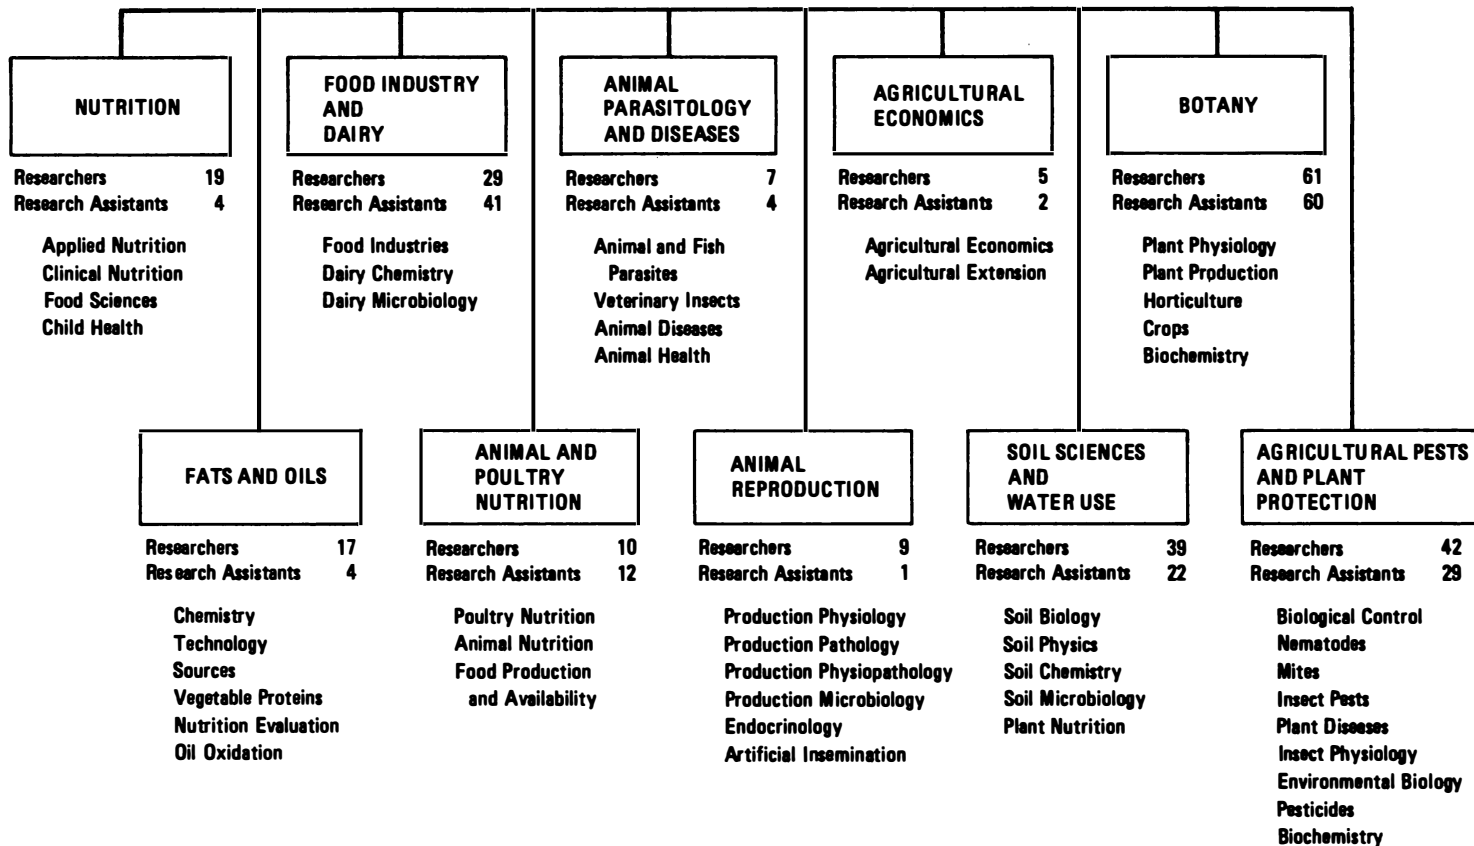 NUTRITION
Researchers 19
Research Assistants 4
Applied Nutrition
Clinical Nutrition
Food Sciences
Child Health
FOOD INDUSTRY
AND
DAIRY
Researchers 29
Research Assistants 41
Food Industries
Dairy Chemistry
Dairy Microbiology
ANIMAL
PARASITOLOGY
AND DISEASES
Researchers 7
Research Assistants 4
Animal and Fish
Parasites
Veterinary Insects
Animal Diseases
Animal Health
AGRICULTURAL
ECONOMICS
Researchers 5
Research Assistants 2
Agricultural Economics
Agricultural Extension
BOTANY
Researchers 61
Research Assistants 60
Plant Physiology
Plant Production
Horticulture
Crops
Biochemistry
FATS AND OILS
Researchers 17
Research Assistants 4
Chemistry
Technology
Sources
Vegetable Proteins
Nutrition Evaluation
Oil Oxidation
ANIMAL AND
POULTRY
NUTRITION
Researchers 10
Research Assistants 12
Poultry Nutrition
Animal Nutrition
Food Production
and Availability
ANIMAL
REPRODUCTION
Researchers 9
Research Assistants 1
Production Physiology
Production Pathology
Production Physiopathology
Production Microbiology
Endocrinology
Artificial Insemination
SOIL SCIENCES
AND
WATER USE
Researchers 39
Research Assistants 22
Soil Biology
Soil Physics
Soil Chemistry
Soil Microbiology
Plant Nutrition
AGRICULTURAL PESTS
AND PLANT
PROTECTION
Researchers 42
Research Assistants 29
Biological Control
Nematodes
Mites
Insect Pests
Plant Diseases
Insect Physiology
Environmental Biology
Pesticides
Biochemistry